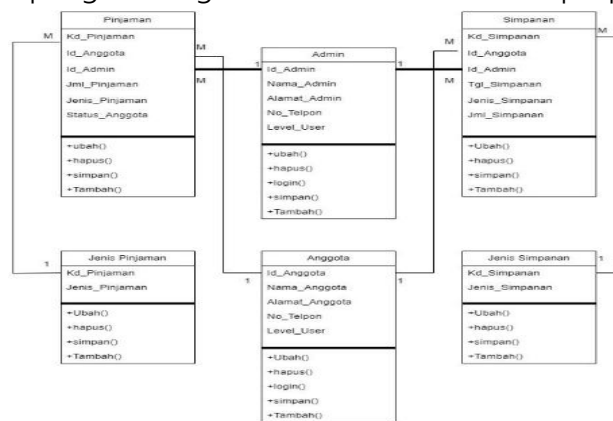 Pinjaman
Kd_Pinjaman
Id_Anggota
Id_Admin
Jml_Pinjaman
Jenis_Pinjaman
Status_Anggota
+ubah()
+hapus()
+simpan()
+Tambah()
M
M
M
1
Admin
Id_Admin
Nama_Admin
Alamat_Admin
No_Telpon
Level_User
+ubah()
+hapus()
+login()
+simpan()
+Tambah()
1
M
M
M
Simpanan
Kd_Simpanan
Id_Anggota
Id_Admin
Tgl_Simpanan
Jenis_Simpanan
Jml_Simpanan
+Ubah()
+hapus()
+simpan()
+Tambah()
1
Jenis Pinjaman
Kd_Pinjaman
Jenis_Pinjaman
+Ubah()
+hapus()
+simpan()
+Tambah()
1
Anggota
Id_Anggota
Nama_Anggota
Alamat_Anggota
No_Telpon
Level_User
+Ubah()
+hapus()
+login()
+simpan()
+Tambah()
1
Jenis Simpanan
Kd_Simpanan
Jenis_Simpanan
+Ubah()
+hapus()
+simpan()
+Tambah()
1